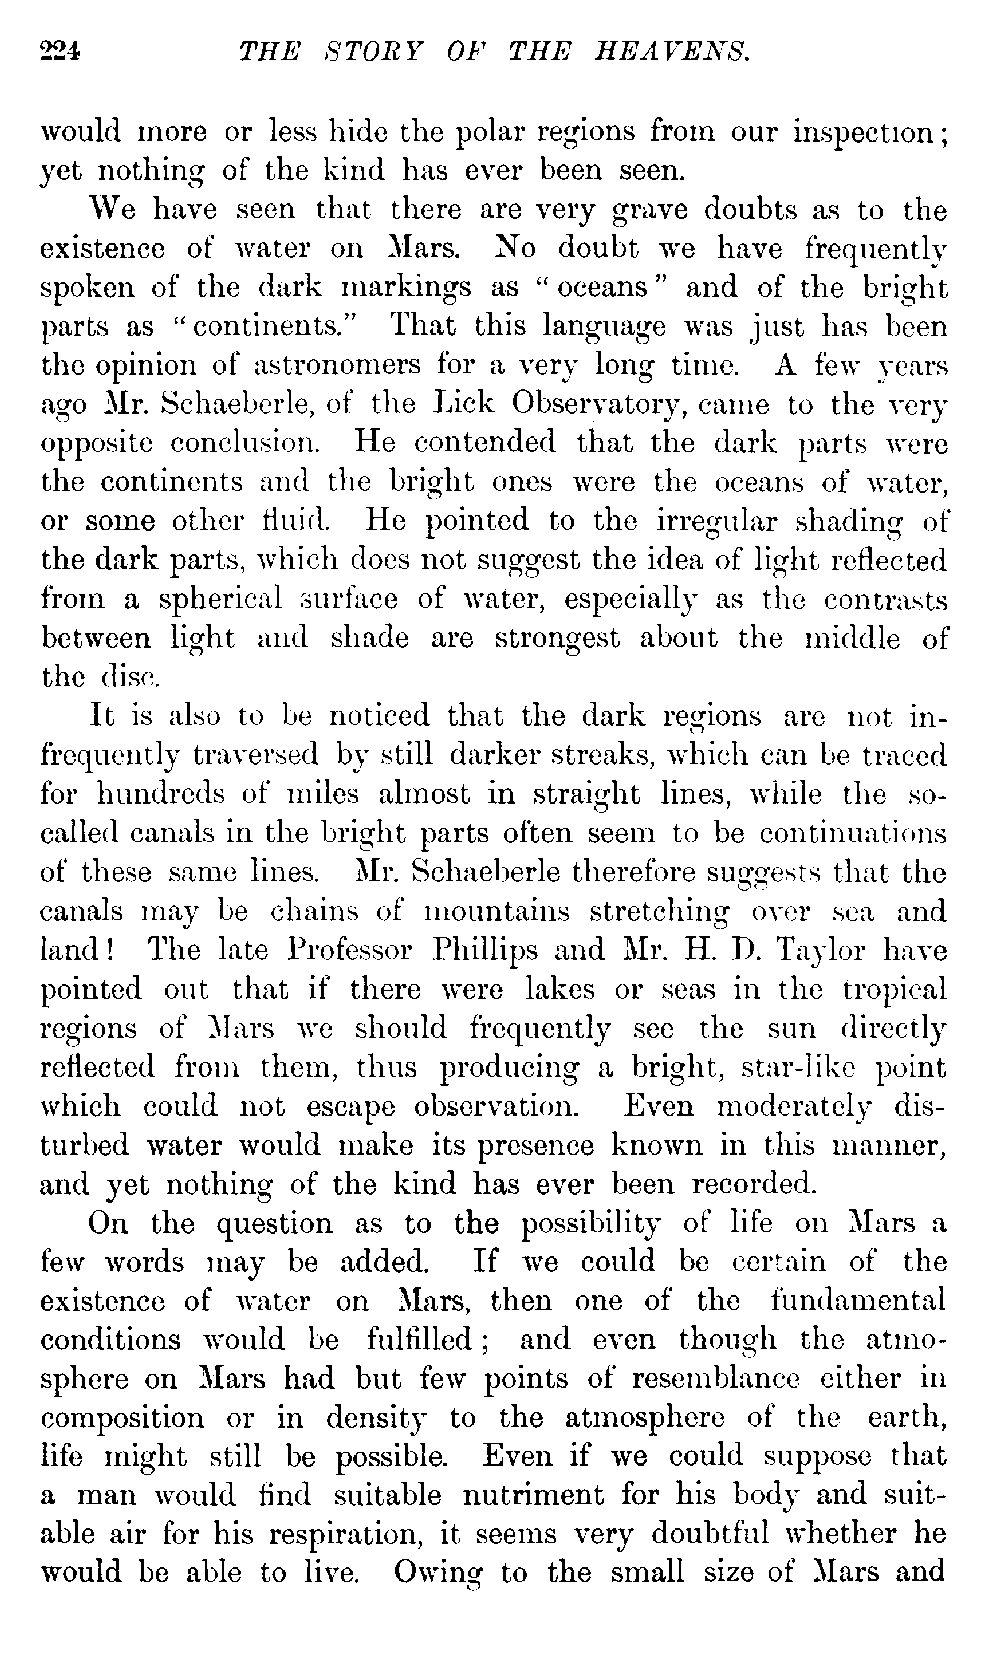 224 THE STORY OF THE HEAVENS.
would more or less hide the polar regions from our inspection;
yet nothing of the kind has ever been seen.
We have seen that there are very grave doubts as to the
existence of water on Mars. No doubt we have frequently
spoken of the dark markings as "oceans" and of the bright
parts as "continents." That this language was just has been
the opinion of astronomers for a very long time. A few years
ago Mr. Schaeberle, of the Lick Observatory, came to the very
opposite conclusion. He contended that the dark parts were
the continents and the bright ones were the oceans of water,
or some other fluid. He pointed to the irregular shading of
the dark parts, which does not suggest the idea of light reflected
from a spherical surface of water, especially as the contrasts
between light and shade are strongest about the middle of
the disc.
It is also to be noticed that the dark regions are not in-
frequently traversed by still darker streaks, which can be traced
for hundreds of miles almost in straight lines, while the so-
called canals in the bright parts often seem to be continuations
of these same lines. Mr. Schaeberle therefore suggests that the
canals may be chains of mountains stretching over sea and
land! The late Professor Phillips and Mr. H. D. Taylor have
pointed out that if there were lakes or seas in the tropical
regions of Mars we should frequently see the sun directly
reflected from them, thus producing a bright, star-like point
which could not escape observation. Even moderately dis-
turbed water would make its presence known in this manner,
and yet nothing of the kind has ever been recorded.
On the question as to the possibility of life on Mars a
few words may be added. If we could be certain of the
existence of water on Mars, then one of the fundamental
conditions would be fulfilled; and even though the atmo-
sphere on Mars had but few points of resemblance either in
composition or in density to the atmosphere of the earth,
life might still be possible. Even if we could suppose that
a man would find suitable nutriment for his body and suit-
able air for his respiration, it seems very doubtful whether he
would be able to live. Owing to the small size of Mars and